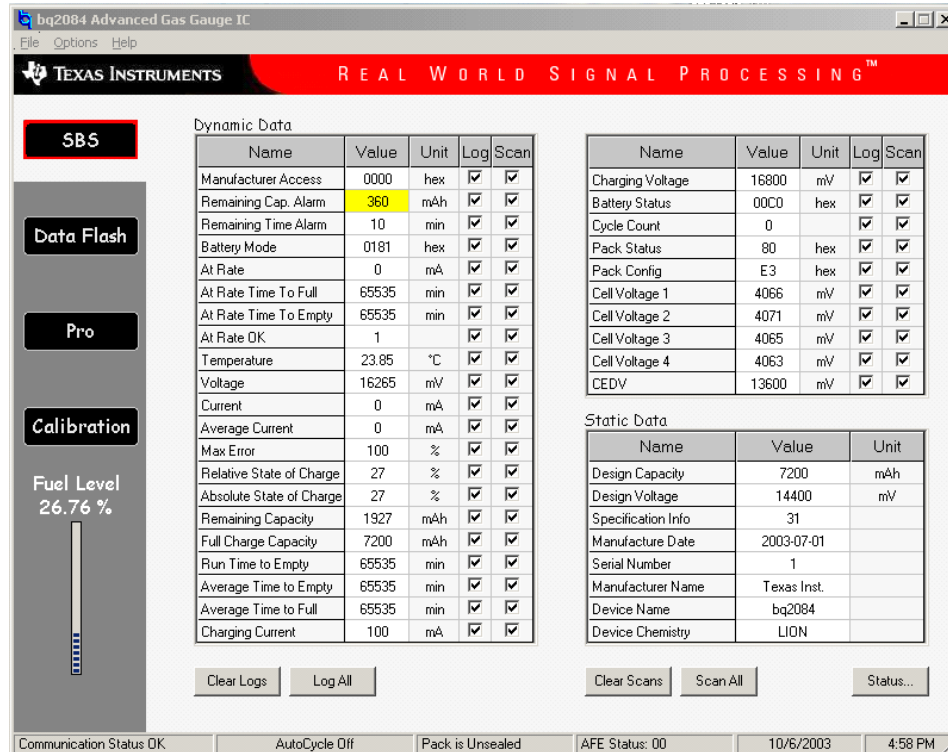 bq2084 Advanced Gas Gauge IC
File Options Help
TEXAS INSTRUMENTS REAL WORLD SIGNAL PROCESSING™
SBS
Data Flash
Pro
Calibration
Fuel Level
26.76 %
Dynamic Data
Name Value Unit Log Scan
Manufacturer Access 0000 hex
Remaining Cap. Alarm 360 mAh
Remaining Time Alarm 10 min
Battery Mode 0181 hex
At Rate 0 mA
At Rate Time To Full 65535 min
At Rate Time To Empty 65535 min
At Rate OK 1
Temperature 23.85 °C
Voltage 16265 mV
Current 0 mA
Average Current 0 mA
Max Error 100 %
Relative State of Charge 27 %
Absolute State of Charge 27 %
Remaining Capacity 1927 mAh
Full Charge Capacity 7200 mAh
Run Time to Empty 65535 min
Average Time to Empty 65535 min
Average Time to Full 65535 min
Charging Current 100 mA
Clear Logs Log All
Name Value Unit Log Scan
Charging Voltage 16800 mV
Battery Status 00C0 hex
Cycle Count 0
Pack Status 80 hex
Pack Config E3 hex
Cell Voltage 1 4066 mV
Cell Voltage 2 4071 mV
Cell Voltage 3 4065 mV
Cell Voltage 4 4063 mV
CEDV 13600 mV
Static Data
Name Value Unit
Design Capacity 7200 mAh
Design Voltage 14400 mV
Specification Info 31
Manufacture Date 2003-07-01
Serial Number 1
Manufacturer Name Texas Inst.
Device Name bq2084
Device Chemistry LION
Clear Scans Scan All Status...
Communication Status OK AutoCycle Off Pack is Unsealed AFE Status: 00 10/6/2003 4:58 PM